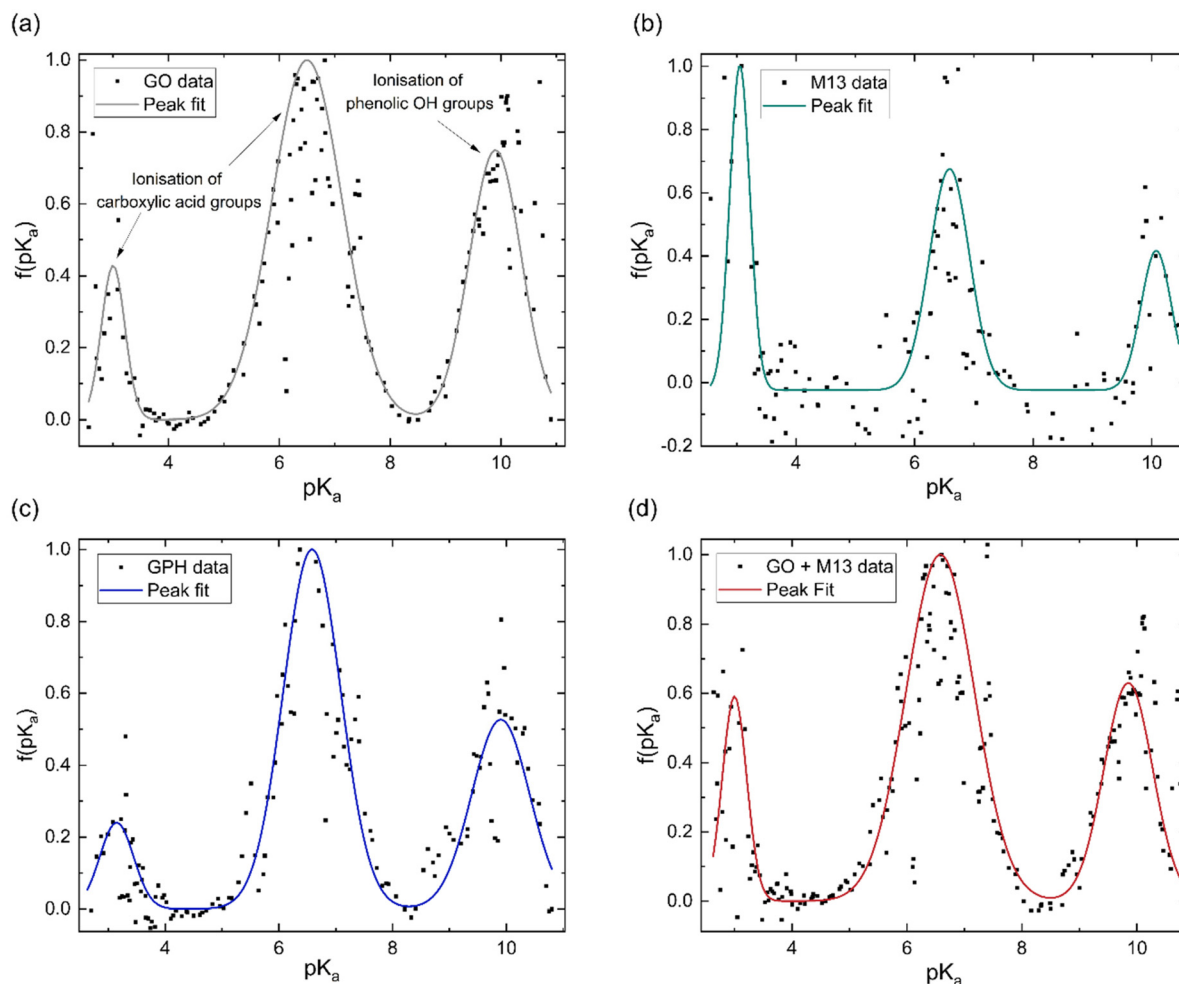 (a)
GO data
Peak fit
Ionisation of
phenolic OH groups
Ionisation of
carboxylic acid groups
f(pKa)
1.0
0.8
0.6
0.4
0.2
0.0
4
6
8
10
pKa
(b)
M13 data
Peak fit
f(pKa)
1.0
0.8
0.6
0.4
0.2
0.0
-0.2
4
6
8
10
pKa
(c)
GPH data
Peak fit
f(pKa)
1.0
0.8
0.6
0.4
0.2
0.0
4
6
8
10
pKa
(d)
GO + M13 data
Peak Fit
f(pKa)
1.0
0.8
0.6
0.4
0.2
0.0
4
6
8
10
pKa